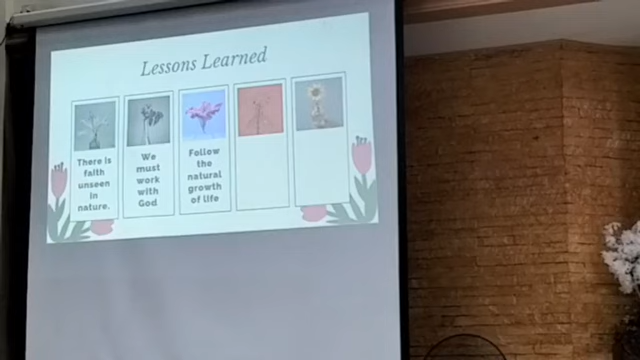 Lessons Learned
There is
faith
unseen
in
nature.
We
must
work
with
God
Follow
the
natural
growth
of life